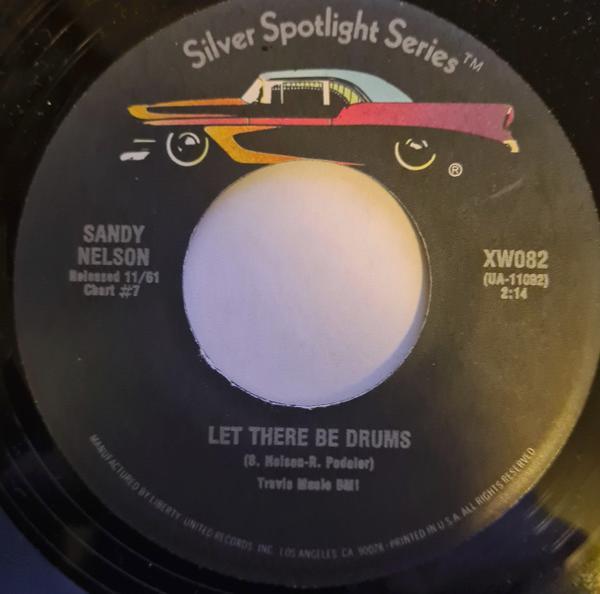 Silver Spotlight Series™
®
SANDY
NELSON
Released 11/61
Chart #7
XW082
(UA-11092)
2:14
LET THERE BE DRUMS
(S. Nelson-R. Podolor)
Travis Music BMI
MANUFACTURED BY LIBERTY, UNITED RECORDS, INC., LOS ANGELES, CA 90028 - PRINTED IN U.S.A. ALL RIGHTS RESERVED